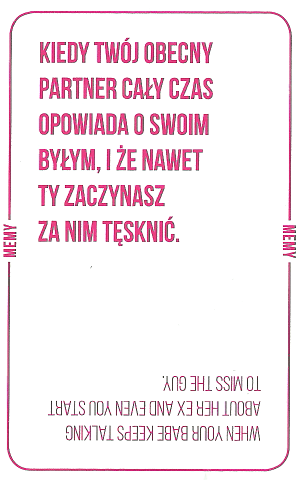 KIEDY TWÓJ OBECNY
PARTNER CAŁY CZAS
OPOWIADA O SWOIM
BYŁYM, I ŻE NAWET
TY ZACZYNASZ
ZA NIM TĘSKNIĆ.
MEMY
MEMY
WHEN YOUR BABE KEEPS TALKING
ABOUT HER EX AND EVEN YOU START
TO MISS THE GUY.